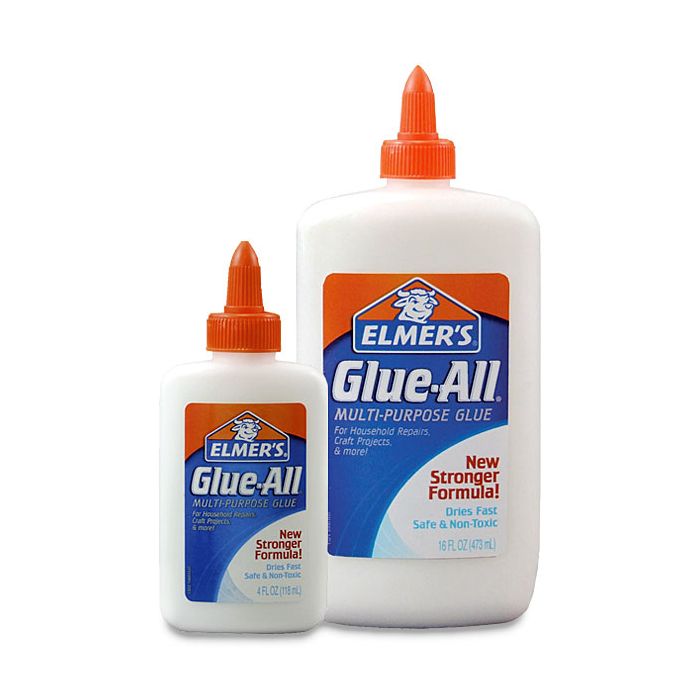 ELMER'S
Glue-All
MULTI-PURPOSE GLUE
For Household Repairs,
Craft Projects,
& more!
New
Stronger
Formula!
Dries Fast
Safe & Non-Toxic
4 FL OZ (118 mL)
ELMER'S®
Glue-All®
MULTI-PURPOSE GLUE
For Household Repairs,
Craft Projects,
& more!
New
Stronger
Formula!
Dries Fast
Safe & Non-Toxic
16 FL OZ (473 mL)